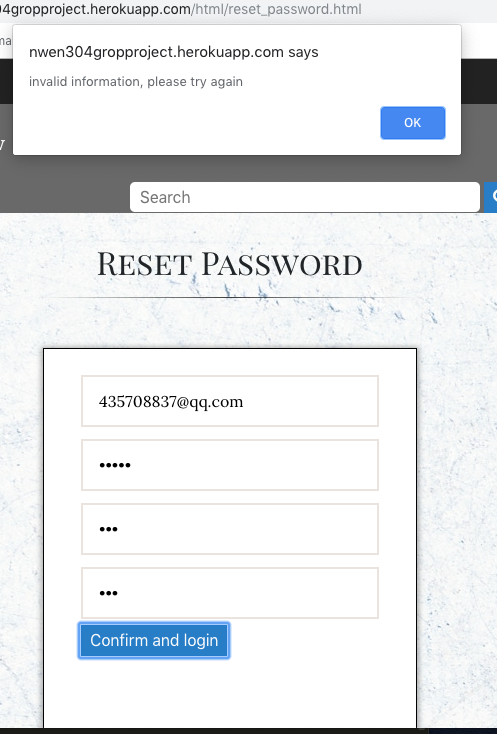 04gropproject.herokuapp.com/html/reset_password.html
nwen304gropproject.herokuapp.com says
invalid information, please try again
OK
Search
Reset Password
435708837@qq.com
•••••
•••
•••
Confirm and login